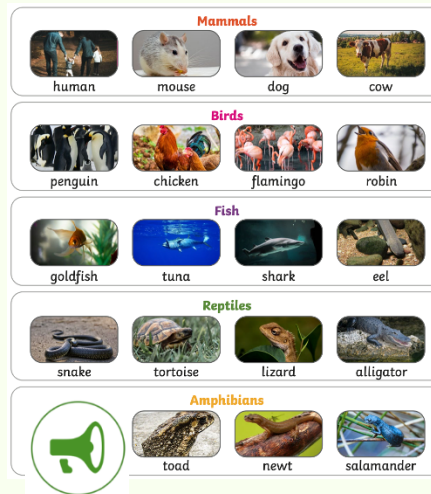 Mammals
human mouse dog cow
Birds
penguin chicken flamingo robin
Fish
goldfish tuna shark eel
Reptiles
snake tortoise lizard alligator
Amphibians
toad newt salamander